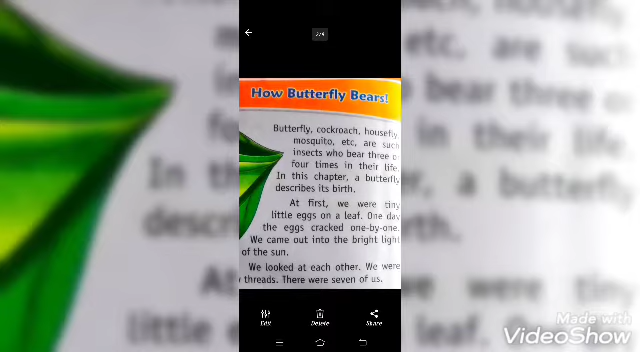 2/4
How Butterfly Bears!
Butterfly, cockroach, housefly
mosquito, etc. are such
insects who bear three or
four times in their life.
In this chapter, a butterfly
describes its birth.
At first, we were tiny
little eggs on a leaf. One day
the eggs cracked one-by-one.
We came out into the bright light
of the sun.
We looked at each other. We were
threads. There were seven of us.
Edit
Delete
Share
Made with
VideoShow